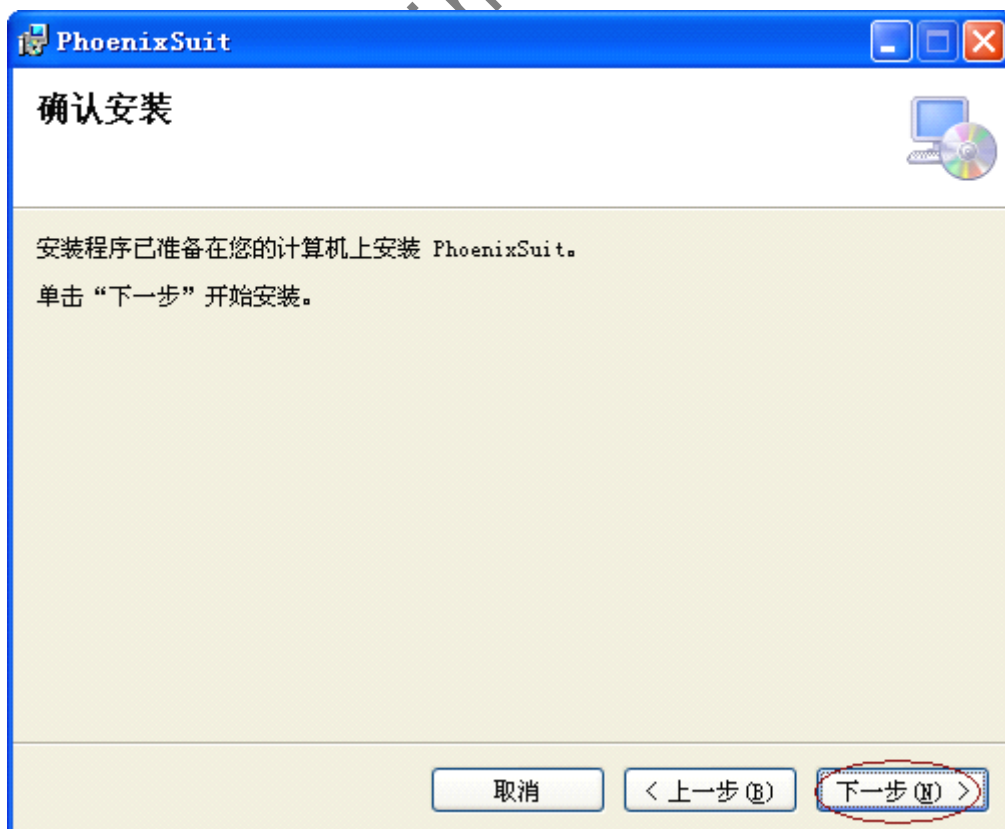 PhoenixSuit
确认安装
安装程序已准备在您的计算机上安装 PhoenixSuit。
单击“下一步”开始安装。
取消
< 上一步(B)
下一步(N) >